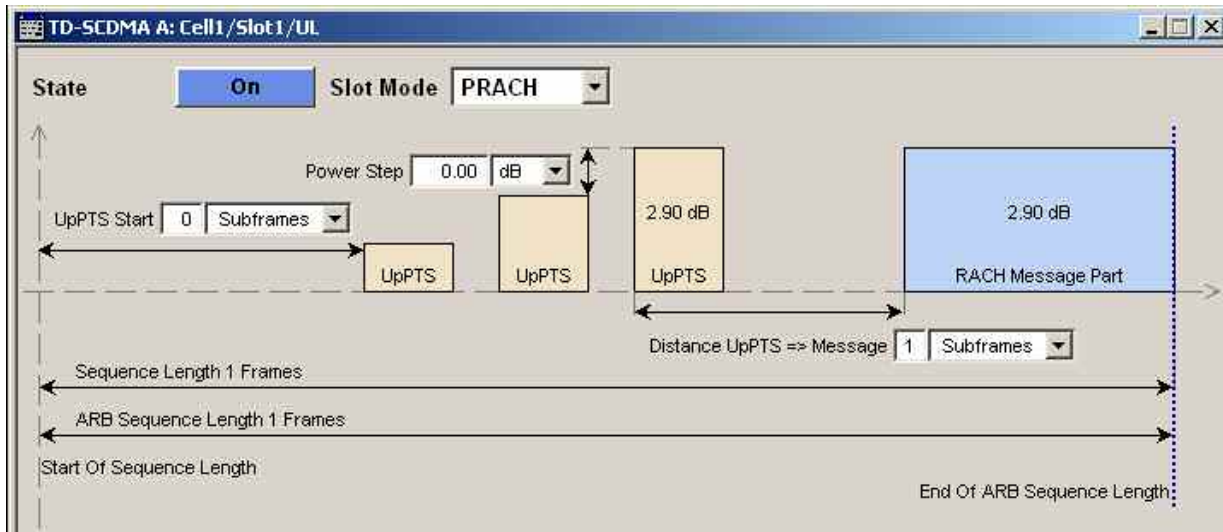 TD-SCDMA A: Cell1/Slot1/UL
State On Slot Mode PRACH
Power Step 0.00 dB
UpPTS Start 0 Subframes
2.90 dB 2.90 dB
UpPTS UpPTS UpPTS RACH Message Part
Distance UpPTS => Message 1 Subframes
Sequence Length 1 Frames
ARB Sequence Length 1 Frames
Start Of Sequence Length
End Of ARB Sequence Length